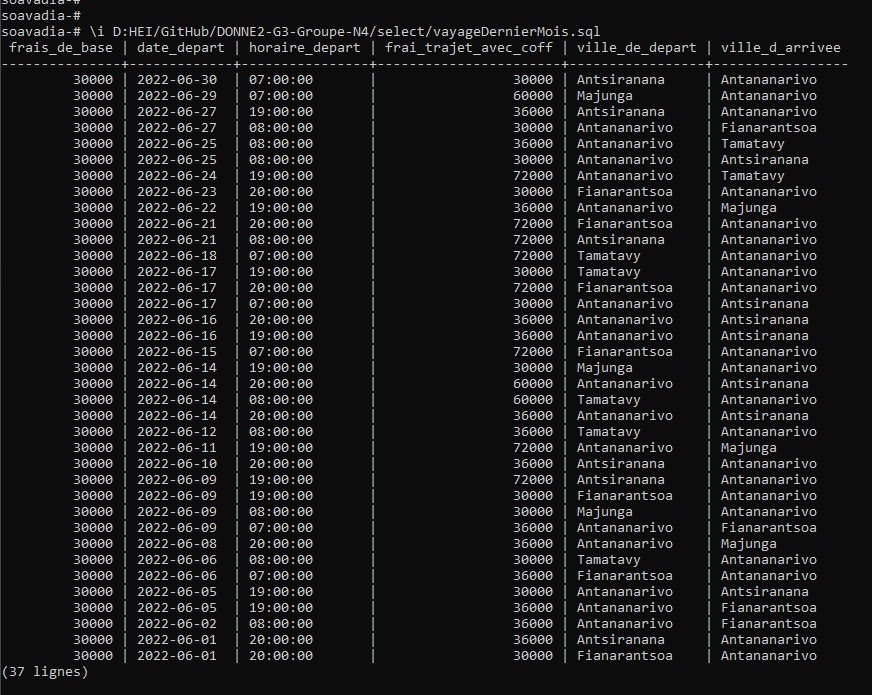 soavadia-#
soavadia-#
soavadia-# \i D:HEI/GitHub/DONNE2-G3-Groupe-N4/select/vayageDernierMois.sql
 frais_de_base | date_depart | horaire_depart | frai_trajet_avec_coff | ville_de_depart | ville_d_arrivee
---------------+-------------+----------------+-----------------------+-----------------+-----------------
         30000 | 2022-06-30 | 07:00:00 | 30000 | Antsiranana | Antananarivo
         30000 | 2022-06-29 | 07:00:00 | 60000 | Majunga | Antananarivo
         30000 | 2022-06-27 | 19:00:00 | 36000 | Antsiranana | Antananarivo
         30000 | 2022-06-27 | 08:00:00 | 30000 | Antananarivo | Fianarantsoa
         30000 | 2022-06-25 | 08:00:00 | 36000 | Antananarivo | Tamatavy
         30000 | 2022-06-25 | 08:00:00 | 30000 | Antananarivo | Antsiranana
         30000 | 2022-06-24 | 19:00:00 | 72000 | Antananarivo | Tamatavy
         30000 | 2022-06-23 | 20:00:00 | 30000 | Fianarantsoa | Antananarivo
         30000 | 2022-06-22 | 19:00:00 | 36000 | Antananarivo | Majunga
         30000 | 2022-06-21 | 20:00:00 | 72000 | Fianarantsoa | Antananarivo
         30000 | 2022-06-21 | 08:00:00 | 72000 | Antsiranana | Antananarivo
         30000 | 2022-06-18 | 07:00:00 | 72000 | Tamatavy | Antananarivo
         30000 | 2022-06-17 | 19:00:00 | 30000 | Tamatavy | Antananarivo
         30000 | 2022-06-17 | 20:00:00 | 72000 | Fianarantsoa | Antananarivo
         30000 | 2022-06-17 | 07:00:00 | 30000 | Antananarivo | Antsiranana
         30000 | 2022-06-16 | 20:00:00 | 36000 | Antananarivo | Antsiranana
         30000 | 2022-06-16 | 19:00:00 | 36000 | Antananarivo | Antsiranana
         30000 | 2022-06-15 | 07:00:00 | 72000 | Fianarantsoa | Antananarivo
         30000 | 2022-06-14 | 19:00:00 | 30000 | Majunga | Antananarivo
         30000 | 2022-06-14 | 20:00:00 | 60000 | Antananarivo | Antsiranana
         30000 | 2022-06-14 | 08:00:00 | 60000 | Tamatavy | Antananarivo
         30000 | 2022-06-14 | 20:00:00 | 36000 | Antananarivo | Antsiranana
         30000 | 2022-06-12 | 08:00:00 | 36000 | Tamatavy | Antananarivo
         30000 | 2022-06-11 | 19:00:00 | 72000 | Antananarivo | Majunga
         30000 | 2022-06-10 | 20:00:00 | 36000 | Antsiranana | Antananarivo
         30000 | 2022-06-09 | 19:00:00 | 72000 | Antsiranana | Antananarivo
         30000 | 2022-06-09 | 19:00:00 | 30000 | Fianarantsoa | Antananarivo
         30000 | 2022-06-09 | 08:00:00 | 30000 | Majunga | Antananarivo
         30000 | 2022-06-09 | 07:00:00 | 36000 | Antananarivo | Fianarantsoa
         30000 | 2022-06-08 | 20:00:00 | 36000 | Antananarivo | Majunga
         30000 | 2022-06-06 | 08:00:00 | 30000 | Tamatavy | Antananarivo
         30000 | 2022-06-06 | 07:00:00 | 36000 | Fianarantsoa | Antananarivo
         30000 | 2022-06-05 | 19:00:00 | 30000 | Antananarivo | Antsiranana
         30000 | 2022-06-05 | 19:00:00 | 36000 | Antananarivo | Fianarantsoa
         30000 | 2022-06-02 | 08:00:00 | 36000 | Antananarivo | Fianarantsoa
         30000 | 2022-06-01 | 20:00:00 | 36000 | Antsiranana | Antananarivo
         30000 | 2022-06-01 | 20:00:00 | 30000 | Fianarantsoa | Antananarivo
(37 lignes)